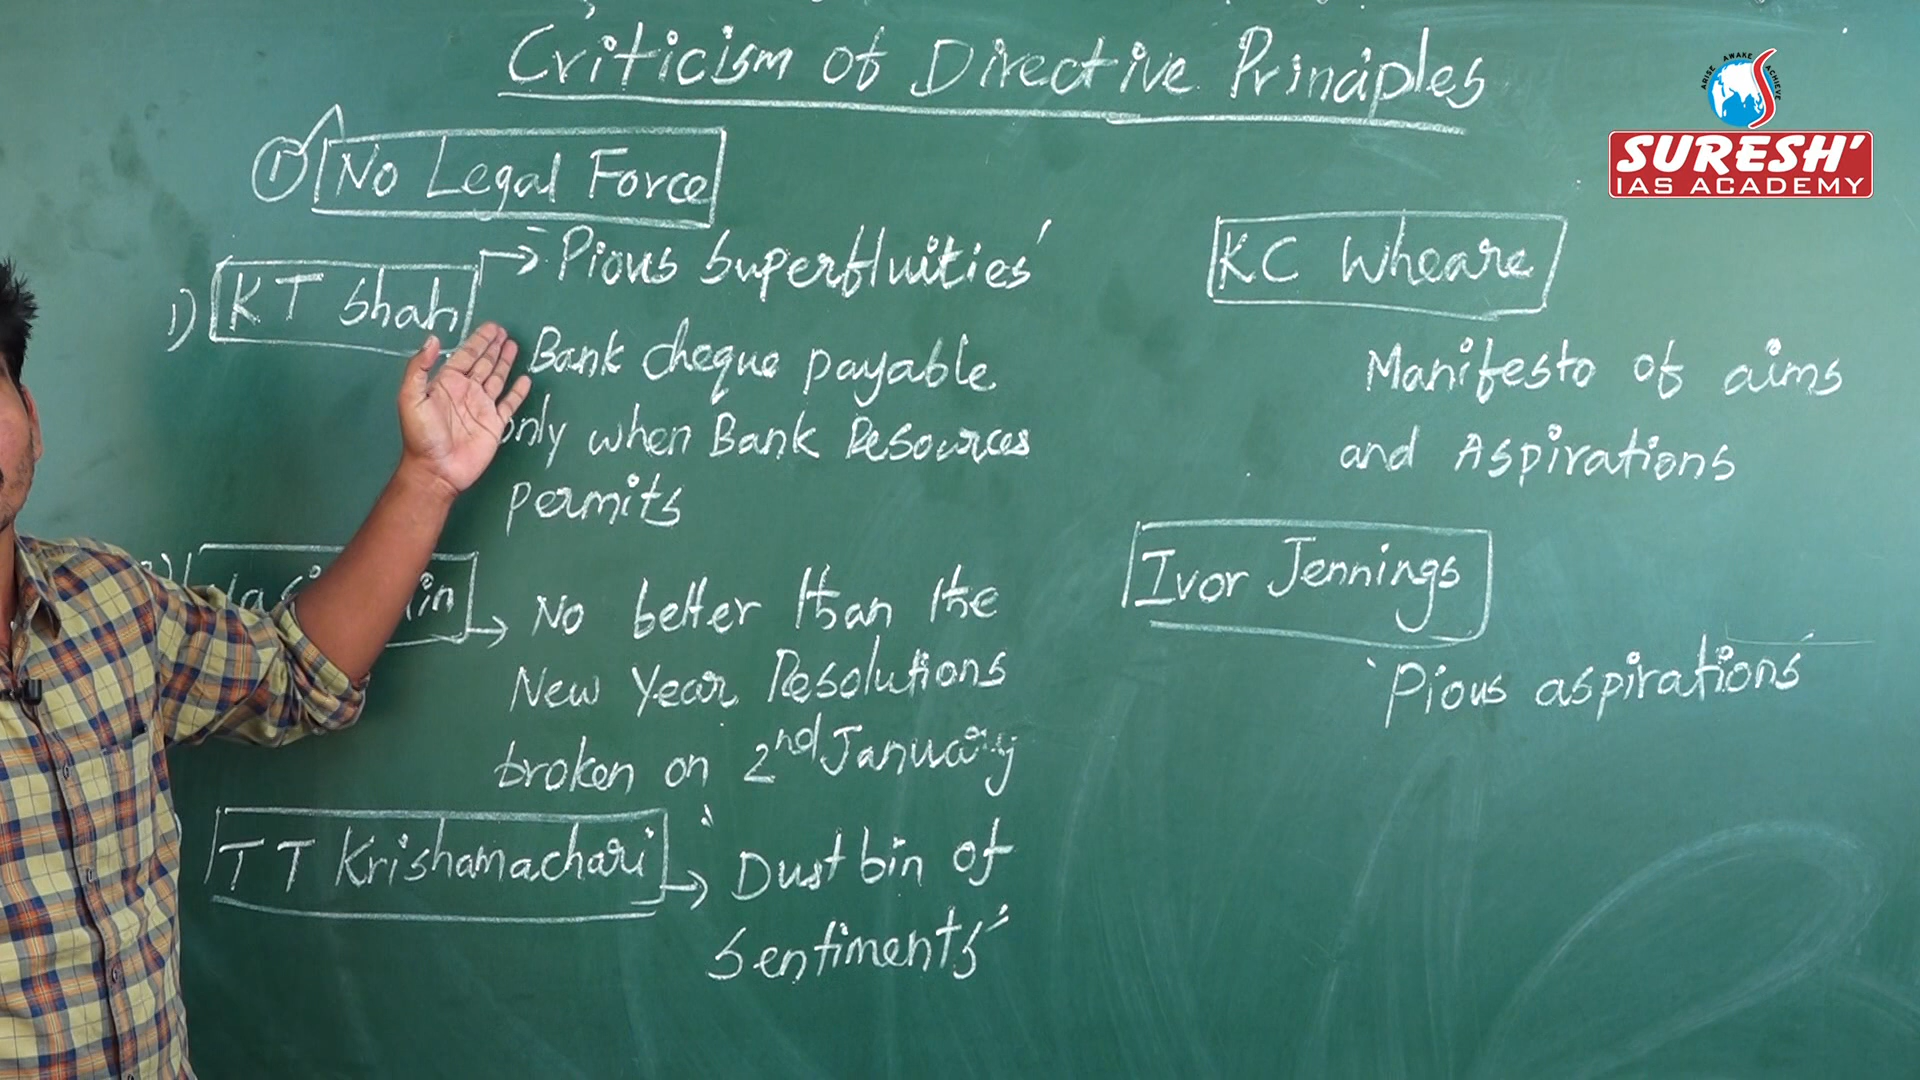 Criticism of Directive Principles
ARISE AWAKE ACHIEVE
SURESH'
IAS ACADEMY
1 No Legal Force
1) KT Shah → 'Pious Superfluities'
Bank cheque payable
only when Bank Resources
permits
→ No better than the
New Year Resolutions
broken on 2nd January
TT Krishamachari → "Dustbin of
Sentiments"
KC Wheare
Manifesto of aims
and Aspirations
Ivor Jennings
'Pious aspirations'